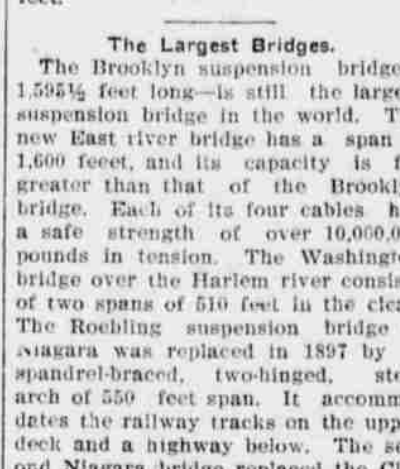 feet.
The Largest Bridges.
The Brooklyn suspension bridge
1,595½ feet long—is still the large
suspension bridge in the world. T
new East river bridge has a span
1,600 feeet, and its capacity is f
greater than that of the Brookl
bridge. Each of its four cables h
a safe strength of over 10,000,0
pounds in tension. The Washingt
bridge over the Harlem river consis
of two spans of 510 feet in the clea
The Roebling suspension bridge
Niagara was replaced in 1897 by
spandrel-braced, two-hinged, ste
arch of 550 feet span. It accomm
dates the railway tracks on the upp
deck and a highway below. The se
ond Niagara bridge replaced the Cl